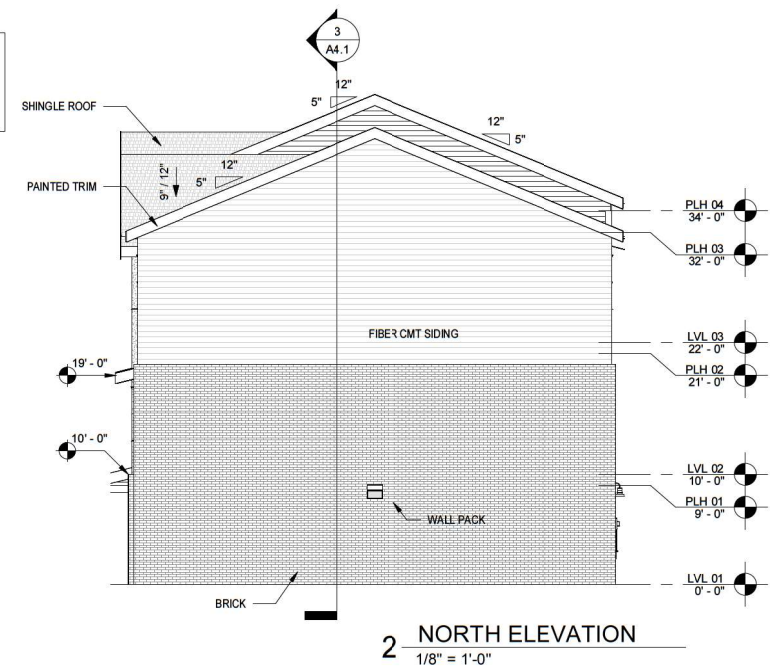 3
A4.1
12"
5"
SHINGLE ROOF
12"
5"
12"
5"
9" / 12"
PAINTED TRIM
PLH 04
34' - 0"
PLH 03
32' - 0"
FIBER CMT SIDING
LVL 03
22' - 0"
PLH 02
21' - 0"
19' - 0"
10' - 0"
LVL 02
10' - 0"
PLH 01
9' - 0"
WALL PACK
LVL 01
0' - 0"
BRICK
2 NORTH ELEVATION
1/8" = 1'-0"